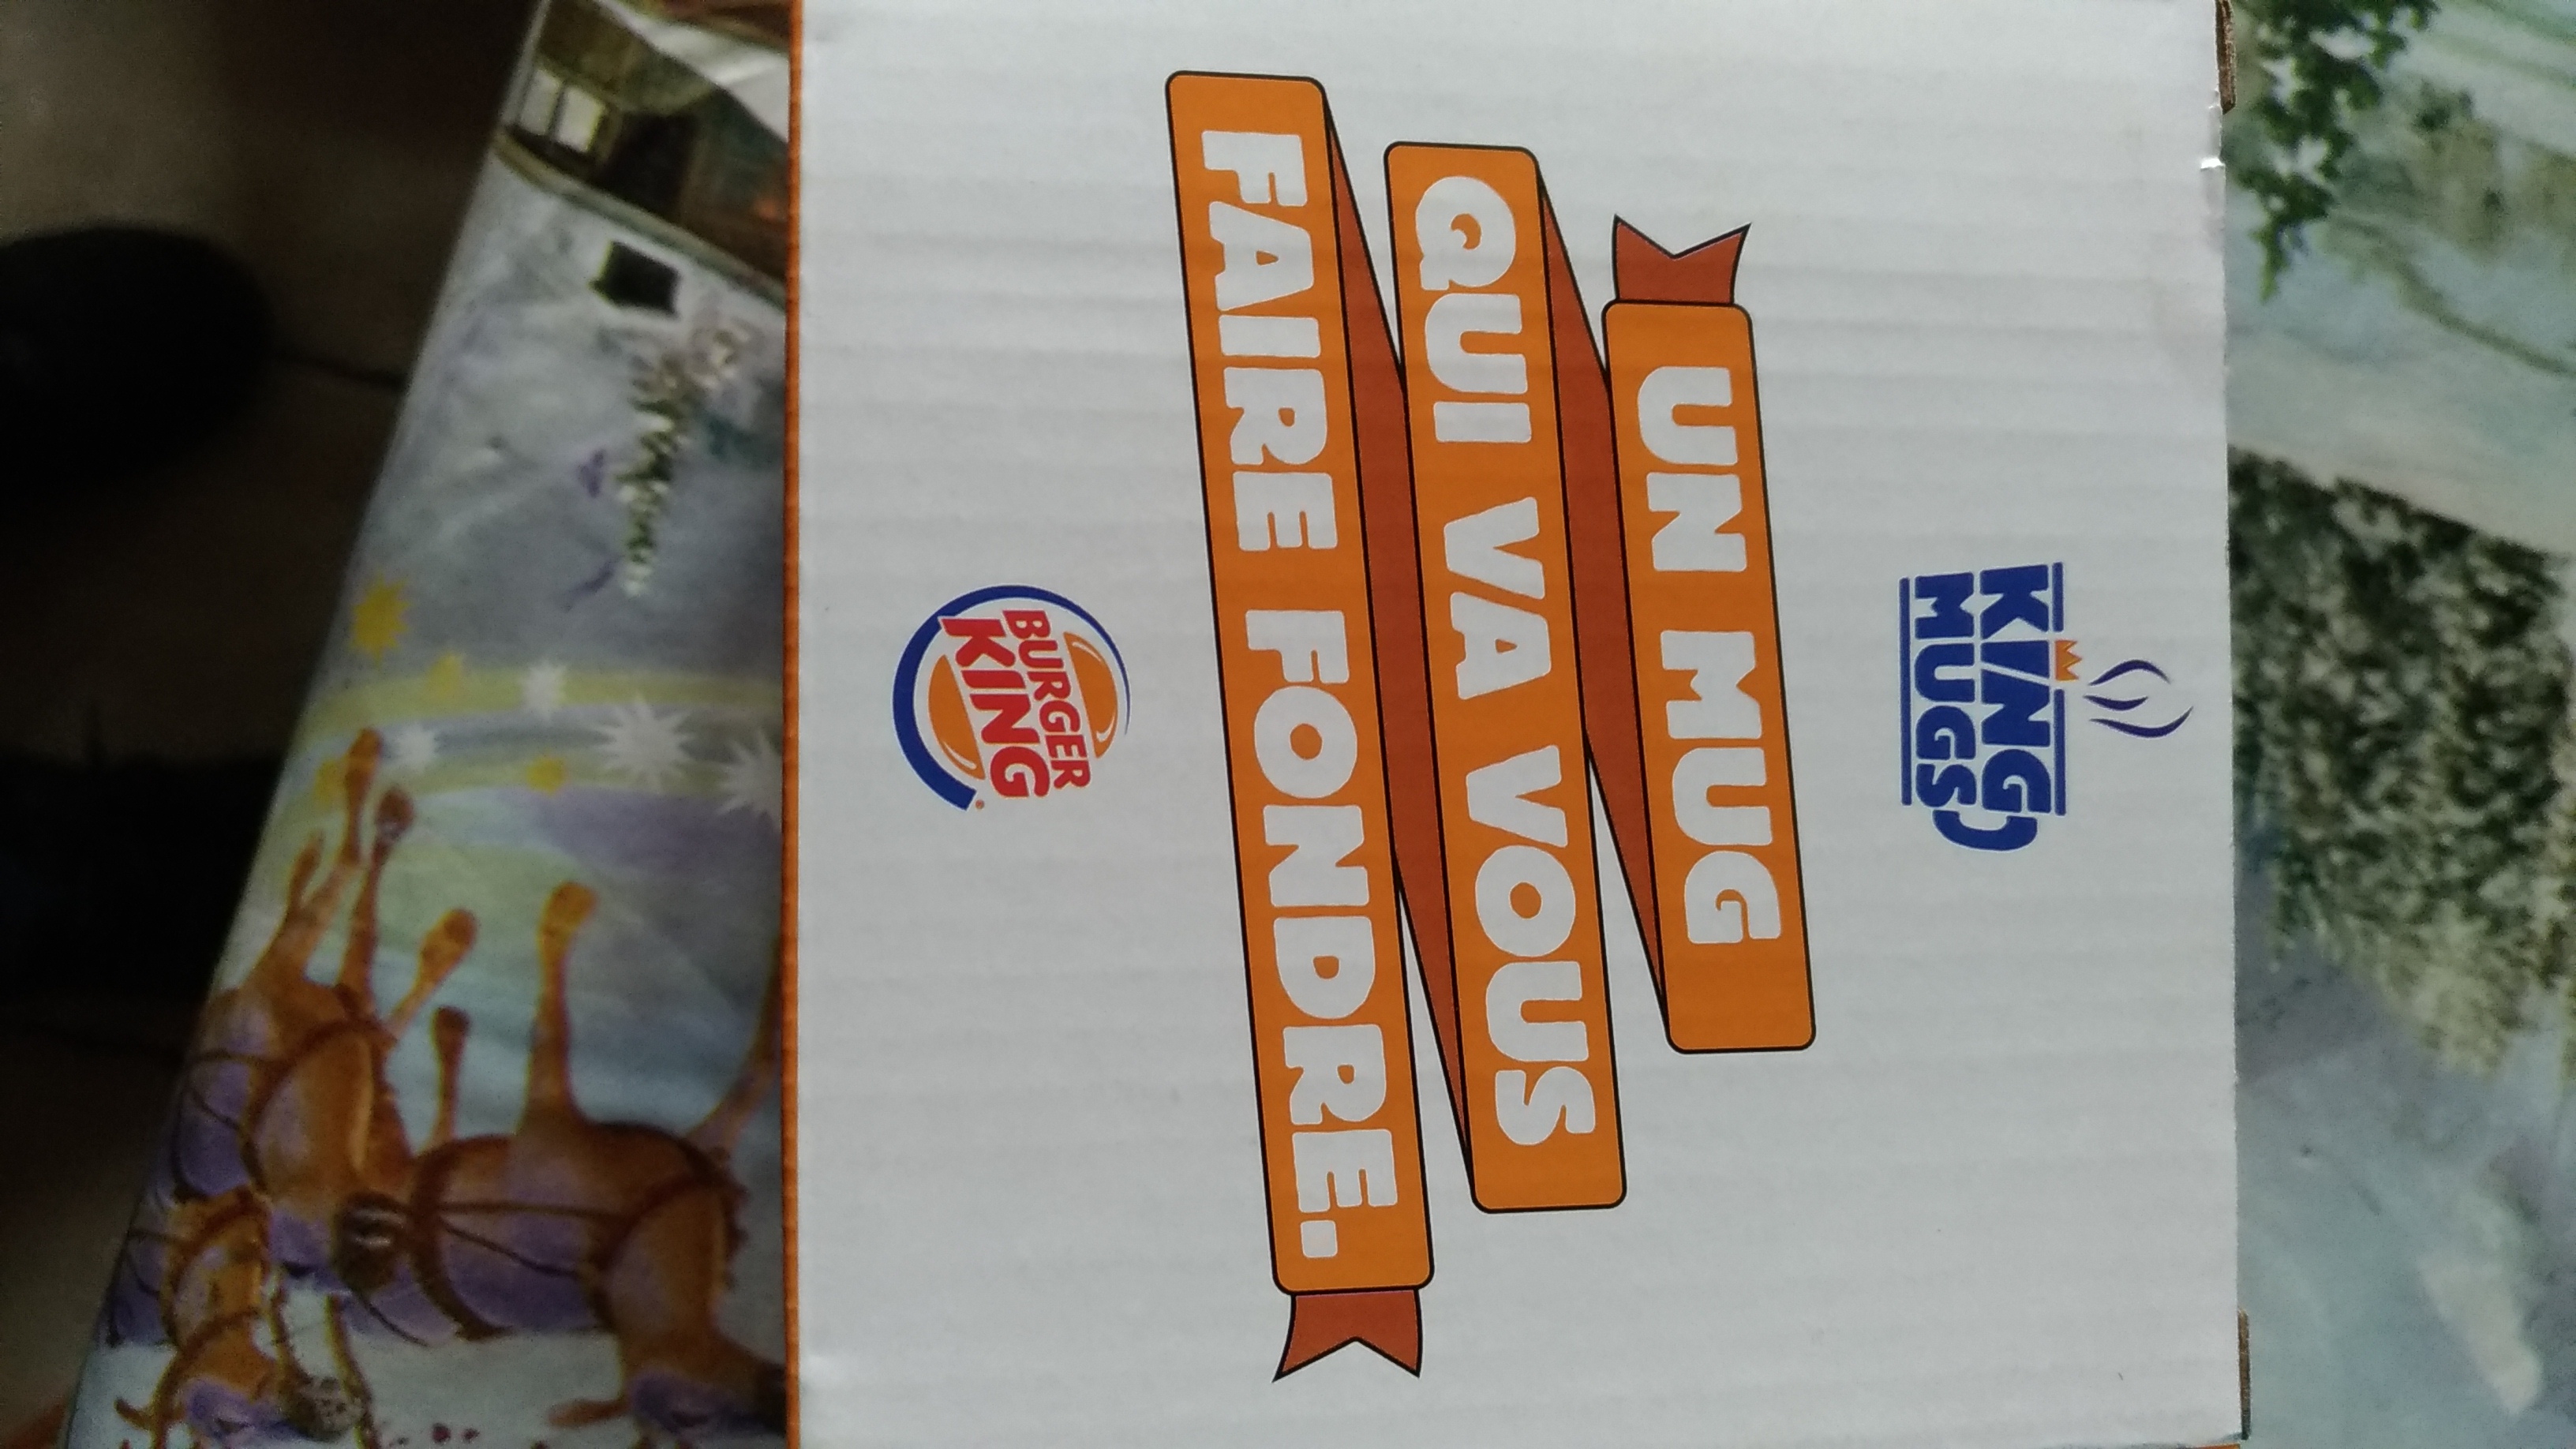 KING
MUGS
UN MUG
QUI VA VOUS
FAIRE FONDRE.
BURGER
KING
®